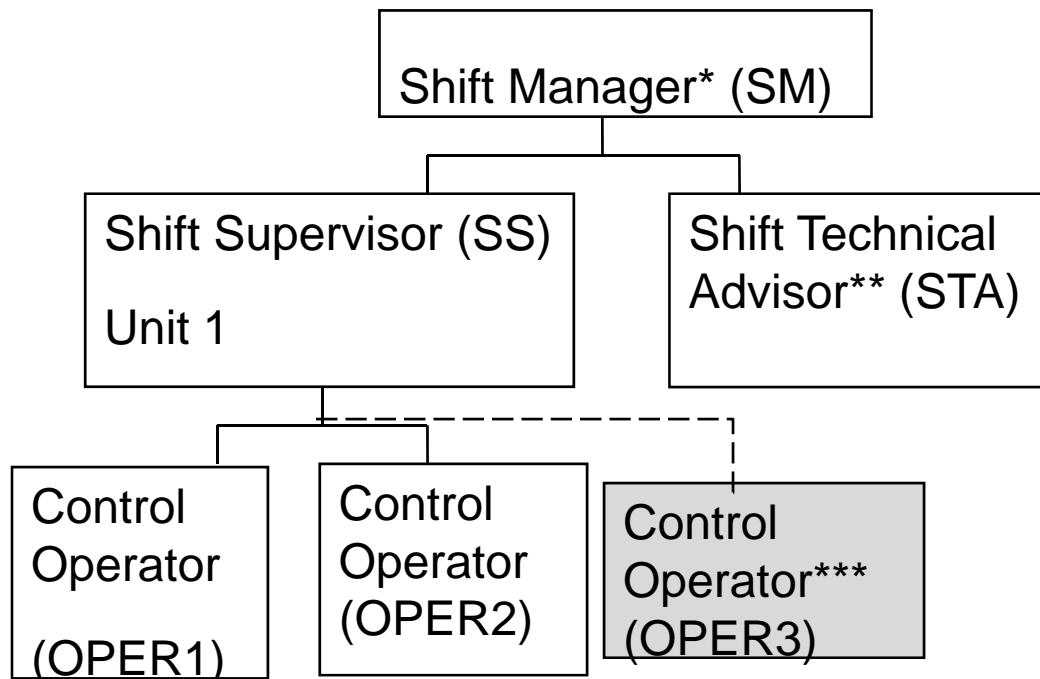 Shift Manager* (SM)
Shift Supervisor (SS)
Unit 1
Shift Technical
Advisor** (STA)
Control
Operator
(OPER1)
Control
Operator
(OPER2)
Control
Operator***
(OPER3)